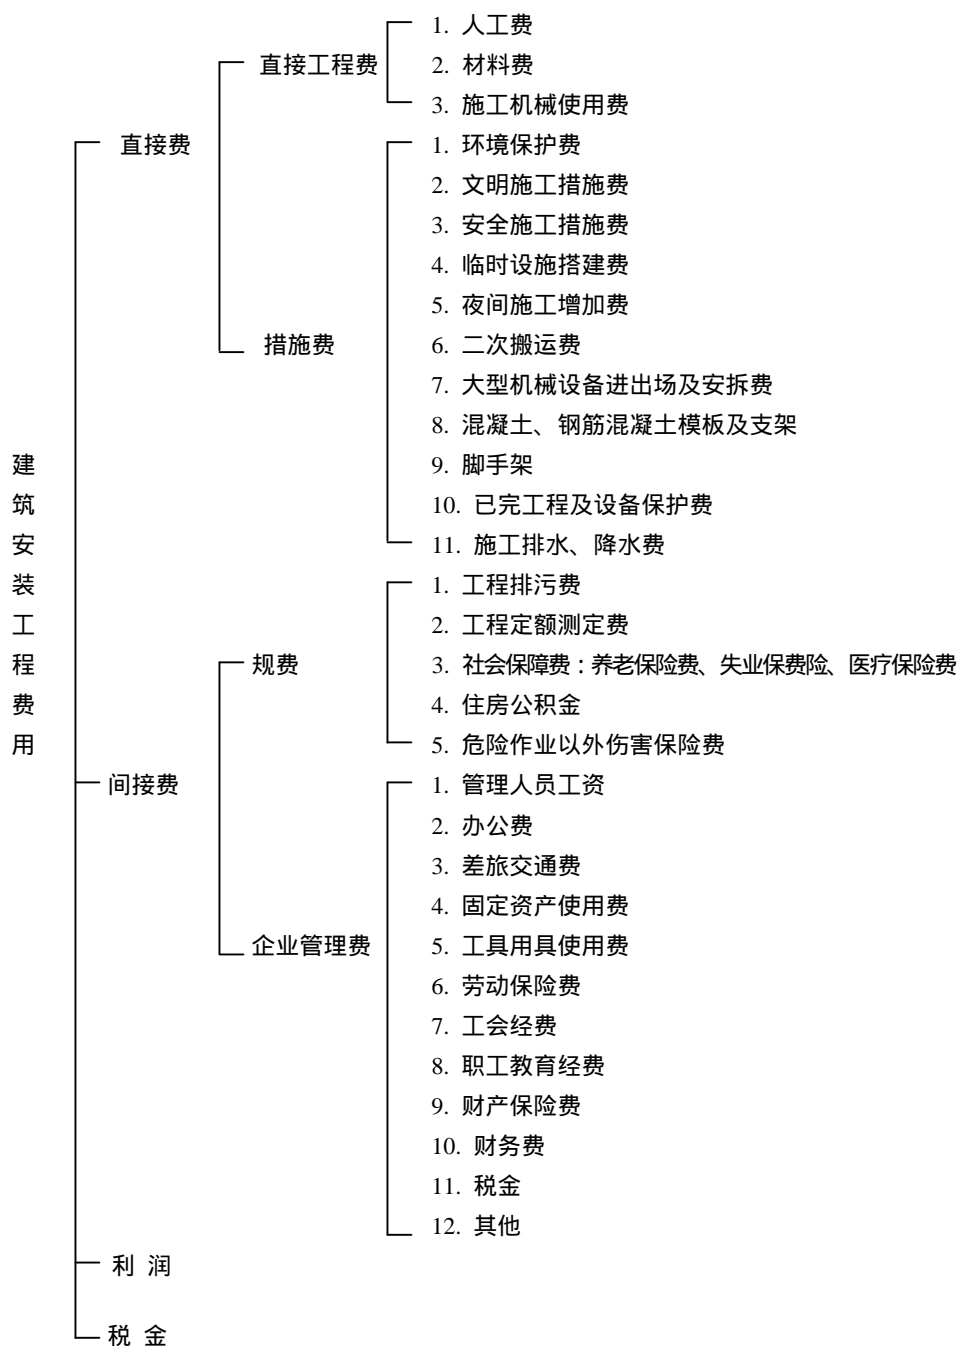 1. 人工费
直接工程费
2. 材料费
3. 施工机械使用费
直接费
1. 环境保护费
2. 文明施工措施费
3. 安全施工措施费
4. 临时设施搭建费
5. 夜间施工增加费
措施费
6. 二次搬运费
7. 大型机械设备进出场及安拆费
8. 混凝土、钢筋混凝土模板及支架
9. 脚手架
10. 已完工程及设备保护费
11. 施工排水、降水费
建筑安装工程费用
1. 工程排污费
2. 工程定额测定费
规费
3. 社会保障费：养老保险费、失业保费险、医疗保险费
4. 住房公积金
5. 危险作业以外伤害保险费
间接费
1. 管理人员工资
2. 办公费
3. 差旅交通费
4. 固定资产使用费
企业管理费
5. 工具用具使用费
6. 劳动保险费
7. 工会经费
8. 职工教育经费
9. 财产保险费
10. 财务费
11. 税金
12. 其他
利 润
税 金